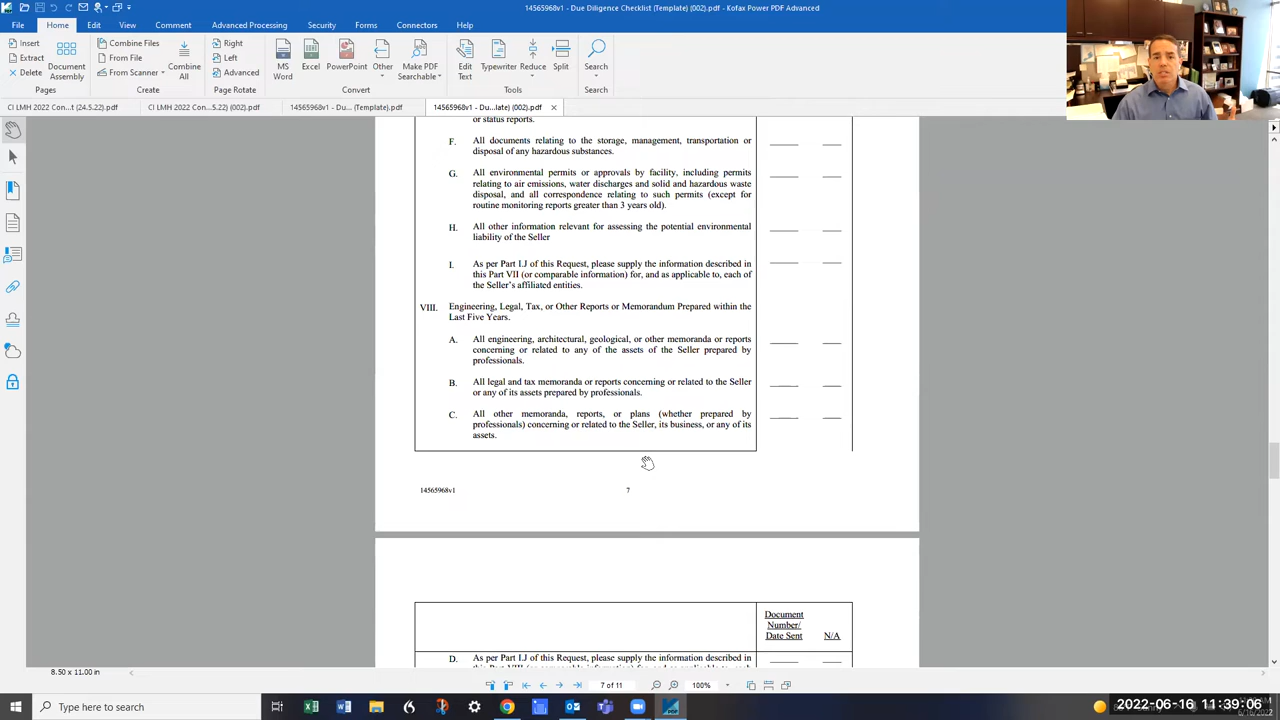 14565968v1 - Due Diligence Checklist (Template) (002).pdf - Kofax Power PDF Advanced
File Home Edit View Comment Advanced Processing Security Forms Connectors
Insert
Extract
Delete
Document Assembly
Pages
Combine Files
From File
From Scanner
Combine All
Create
Right
Left
Advanced
Page Rotate
MS Word
Excel
PowerPoint
Other
Make PDF Searchable
Convert
Edit Text
Typewriter
Reduce
Split
Edit
Search
Search
CI LMH 2022 Con...t (24.5.22).pdf CI LMH 2022 Con...5.22) (002).pdf 14565968v1 - Du... (Template).pdf 14565968v1 - Du...late) (002).pdf
or status reports.
F. All documents relating to the storage, management, transportation or
disposal of any hazardous substances.
G. All environmental permits or approvals by facility, including permits
relating to air emissions, water discharges and solid and hazardous waste
disposal, and all correspondence relating to such permits (except for
routine monitoring reports greater than 3 years old).
H. All other information relevant for assessing the potential environmental
liability of the Seller
I. As per Part I.J of this Request, please supply the information described in
this Part VII (or comparable information) for, and as applicable to, each of
the Seller's affiliated entities.
VIII. Engineering, Legal, Tax, or Other Reports or Memorandum Prepared within the
Last Five Years.
A. All engineering, architectural, geological, or other memoranda or reports
concerning or related to any of the assets of the Seller prepared by
professionals.
B. All legal and tax memoranda or reports concerning or related to the Seller
or any of its assets prepared by professionals.
C. All other memoranda, reports, or plans (whether prepared by
professionals) concerning or related to the Seller, its business, or any of its
assets.
14565968v1 7
Document
Number/
Date Sent N/A
D. As per Part I.J of this Request, please supply the information described in
8.50 x 11.00 in
7 of 11 100%
Type here to search
2022-06-16 11:39:06